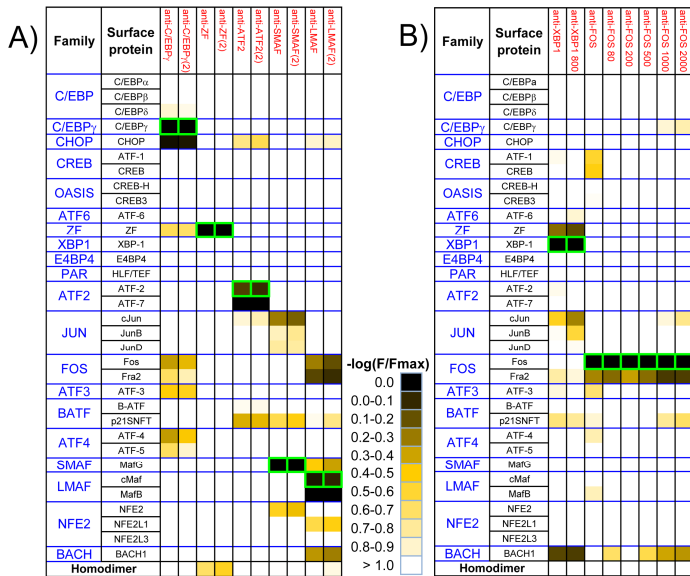 A)
Family
Surface protein
anti-C/EBPγ
anti-C/EBPγ(2)
anti-ZF
anti-ZF(2)
anti-ATF2
anti-ATF2(2)
anti-SMAF
anti-SMAF(2)
anti-LMAF
anti-LMAF(2)
C/EBP
C/EBPα
C/EBPβ
C/EBPδ
C/EBPγ C/EBPγ
CHOP CHOP
CREB
ATF-1
CREB
OASIS
CREB-H
CREB3
ATF6 ATF-6
ZF ZF
XBP1 XBP-1
E4BP4 E4BP4
PAR HLF/TEF
ATF2
ATF-2
ATF-7
JUN
cJun
JunB
JunD
FOS
Fos
Fra2
ATF3 ATF-3
BATF
B-ATF
p21SNFT
ATF4
ATF-4
ATF-5
SMAF MafG
LMAF
cMaf
MafB
NFE2
NFE2
NFE2L1
NFE2L3
BACH BACH1
Homodimer
-log(F/Fmax)
0.0
0.0-0.1
0.1-0.2
0.2-0.3
0.3-0.4
0.4-0.5
0.5-0.6
0.6-0.7
0.7-0.8
0.8-0.9
> 1.0
B)
Family
Surface protein
anti-XBP1
anti-XBP1 800
anti-FOS
anti-FOS 80
anti-FOS 200
anti-FOS 500
anti-FOS 1000
anti-FOS 2000
C/EBP
C/EBPa
C/EBPβ
C/EBPδ
C/EBPγ C/EBPγ
CHOP CHOP
CREB
ATF-1
CREB
OASIS
CREB-H
CREB3
ATF6 ATF-6
ZF ZF
XBP1 XBP-1
E4BP4 E4BP4
PAR HLF/TEF
ATF2
ATF-2
ATF-7
JUN
cJun
JunB
JunD
FOS
Fos
Fra2
ATF3 ATF-3
BATF
B-ATF
p21SNFT
ATF4
ATF-4
ATF-5
SMAF MafG
LMAF
cMaf
MafB
NFE2
NFE2
NFE2L1
NFE2L3
BACH BACH1
Homodimer